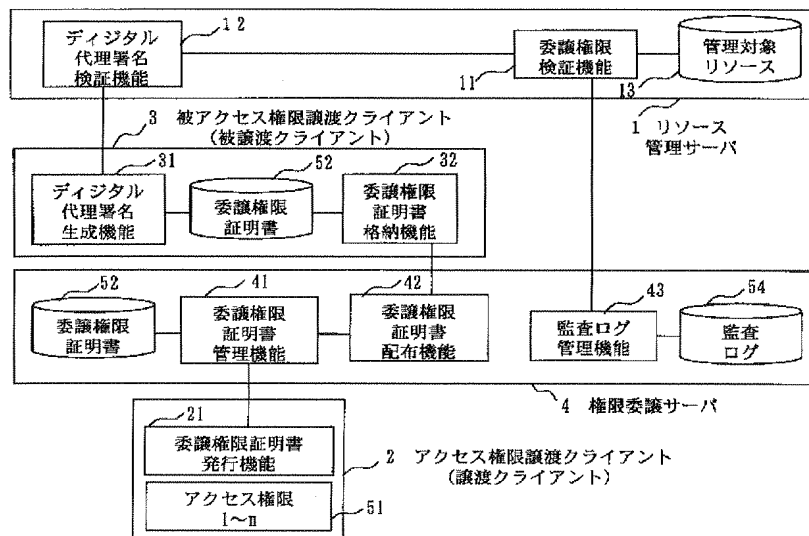 ディジタル
代理署名
検証機能
12
委譲権限
検証機能
11
管理対象
リソース
13
1 リソース
管理サーバ
3 被アクセス権限譲渡クライアント
(被譲渡クライアント)
31
ディジタル
代理署名
生成機能
52
委譲権限
証明書
32
委譲権限
証明書
格納機能
52
委譲権限
証明書
41
委譲権限
証明書
管理機能
42
委譲権限
証明書
配布機能
43
監査ログ
管理機能
54
監査
ログ
4 権限委譲サーバ
21
委譲権限証明書
発行機能
2 アクセス権限譲渡クライアント
(譲渡クライアント)
アクセス権限
1〜n
51